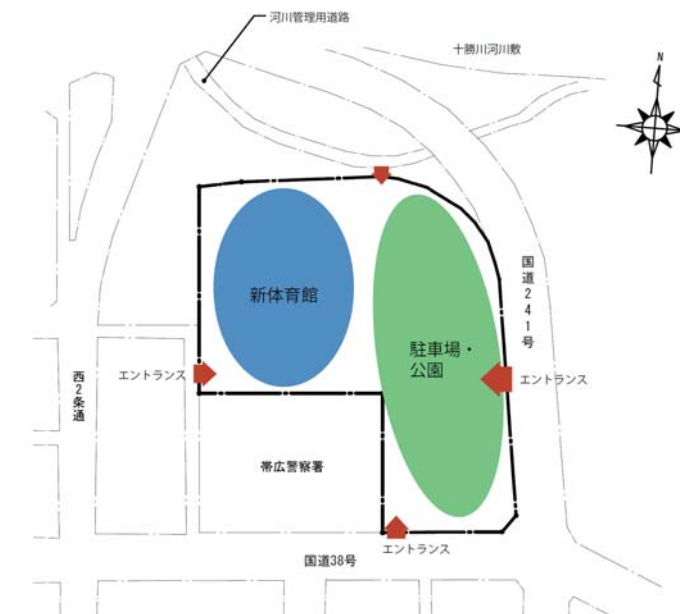 河川管理用道路
十勝川河川敷
N
新体育館
国道241号
駐車場・
公園
エントランス
エントランス
西2条通
帯広警察署
エントランス
国道38号